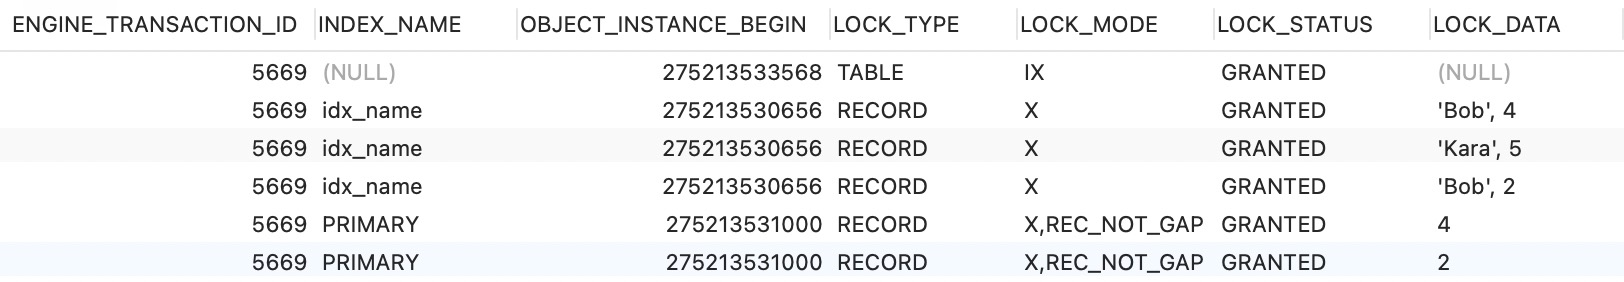 ENGINE_TRANSACTION_ID INDEX_NAME OBJECT_INSTANCE_BEGIN LOCK_TYPE LOCK_MODE LOCK_STATUS LOCK_DATA
5669 (NULL) 275213533568 TABLE IX GRANTED (NULL)
5669 idx_name 275213530656 RECORD X GRANTED 'Bob', 4
5669 idx_name 275213530656 RECORD X GRANTED 'Kara', 5
5669 idx_name 275213530656 RECORD X GRANTED 'Bob', 2
5669 PRIMARY 275213531000 RECORD X,REC_NOT_GAP GRANTED 4
5669 PRIMARY 275213531000 RECORD X,REC_NOT_GAP GRANTED 2